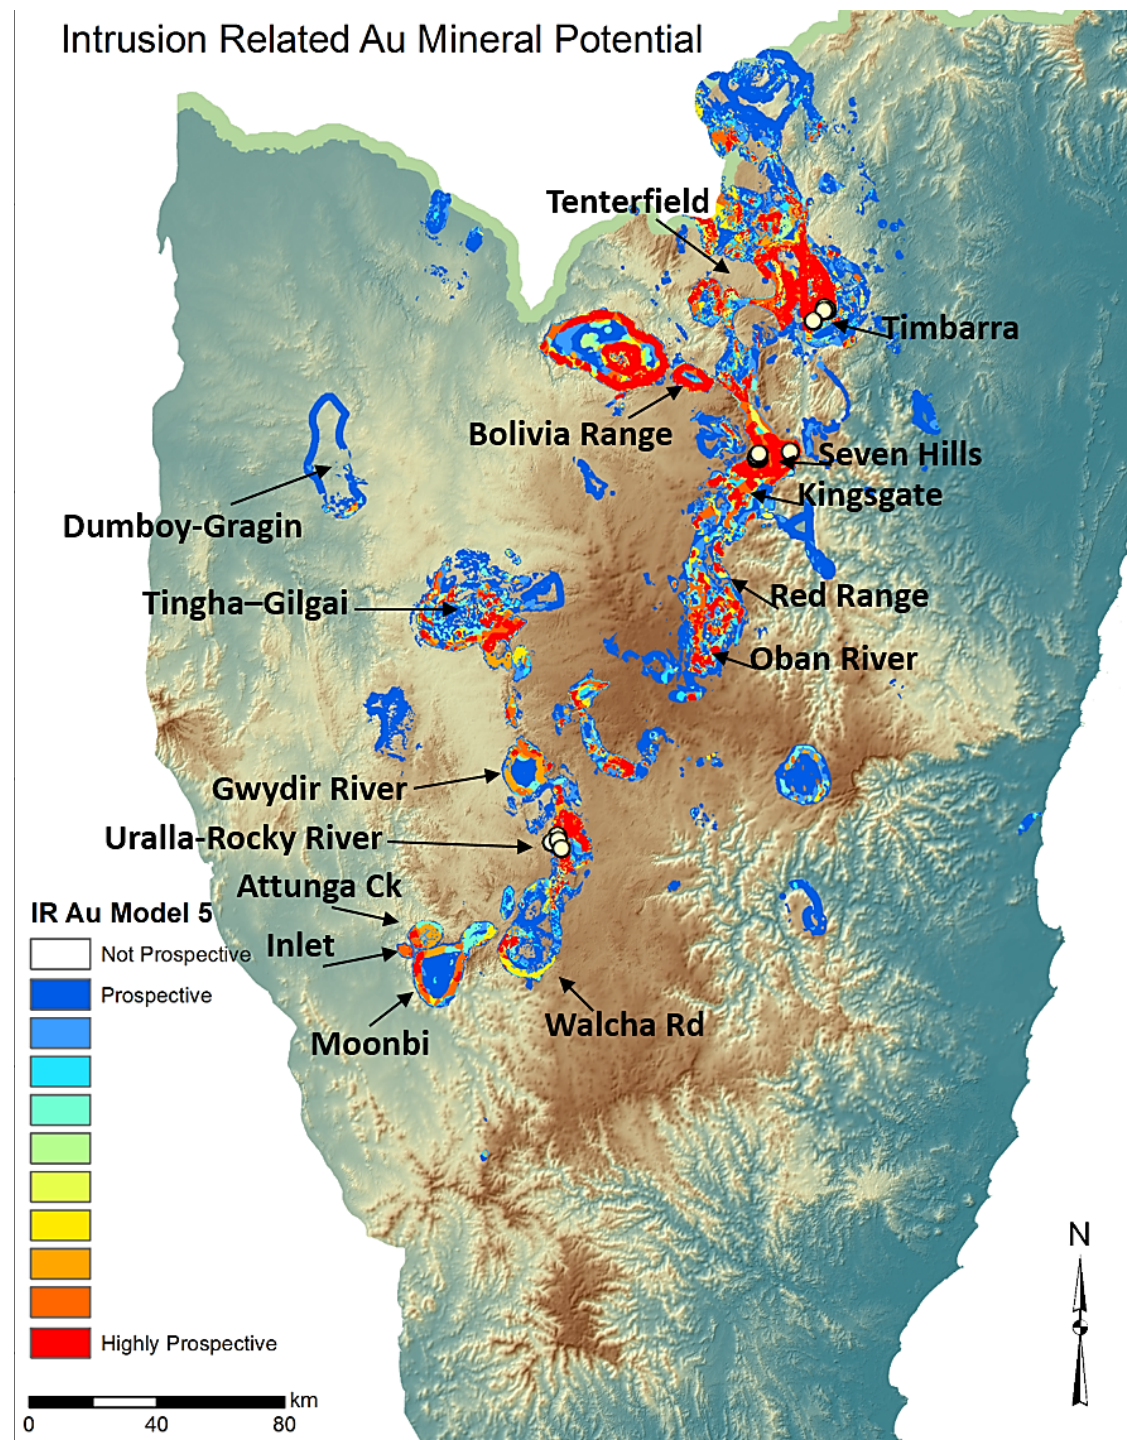 Intrusion Related Au Mineral Potential
Tenterfield
Timbarra
Bolivia Range
Seven Hills
Kingsgate
Dumboy-Gragin
Tingha–Gilgai
Red Range
Oban River
Gwydir River
Uralla-Rocky River
Attunga Ck
Inlet
Moonbi
Walcha Rd
IR Au Model 5
Not Prospective
Prospective
Highly Prospective
km
0 40 80
N